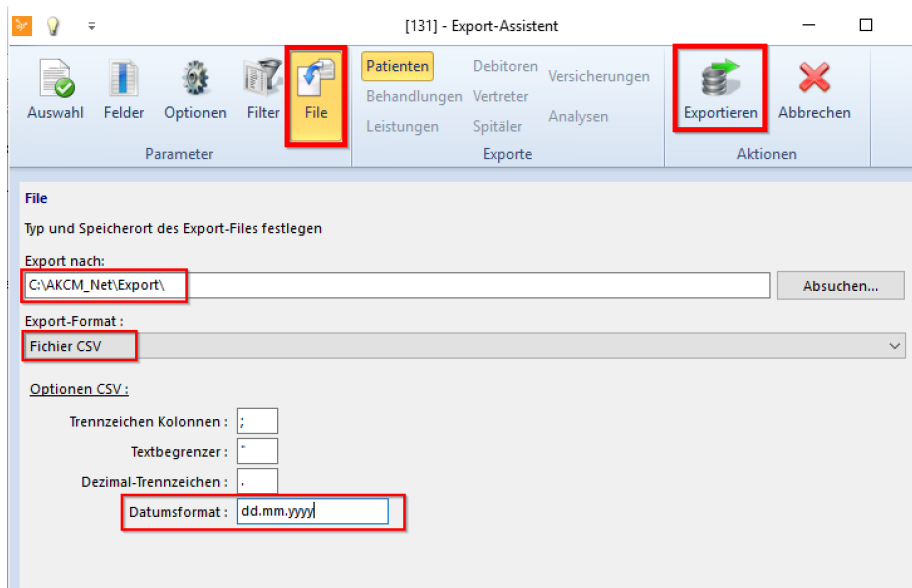 [131] - Export-Assistent
Auswahl Felder Optionen Filter File
Parameter
Patienten Debitoren Versicherungen
Behandlungen Vertreter
Leistungen Spitäler Analysen
Exporte
Exportieren Abbrechen
Aktionen
File
Typ und Speicherort des Export-Files festlegen
Export nach:
C:\AKCM_Net\Export\ Absuchen...
Export-Format :
Fichier CSV
Optionen CSV :
Trennzeichen Kolonnen : ;
Textbegrenzer : "
Dezimal-Trennzeichen : .
Datumsformat : dd.mm.yyyy